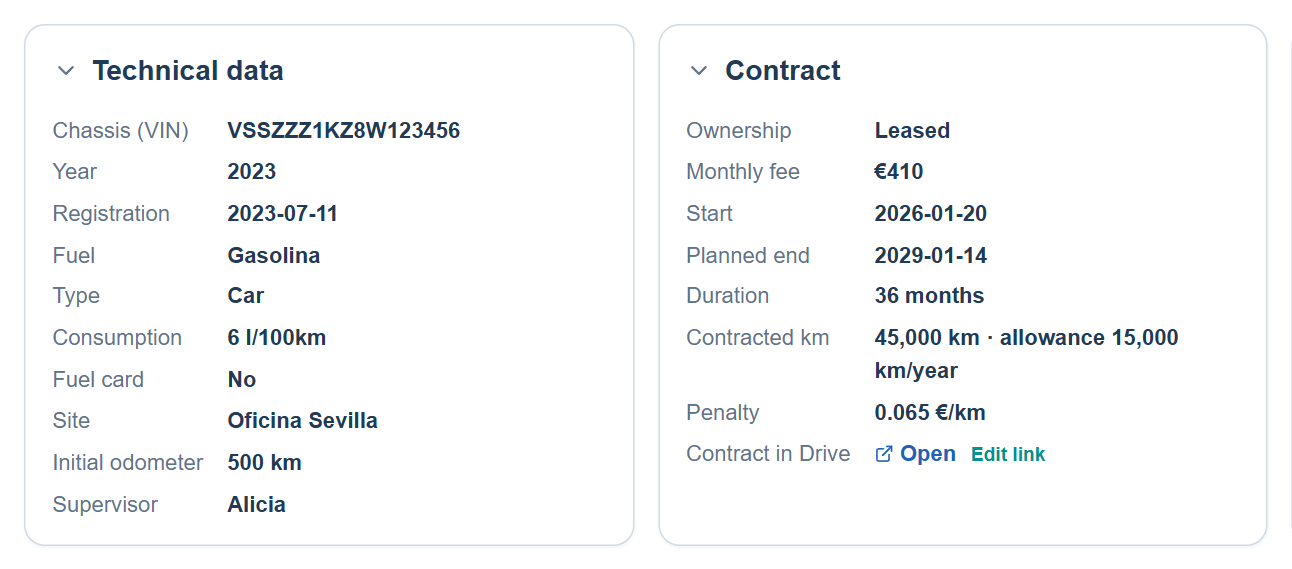 Technical data
Chassis (VIN) VSSZZZ1KZ8W123456
Year 2023
Registration 2023-07-11
Fuel Gasolina
Type Car
Consumption 6 l/100km
Fuel card No
Site Oficina Sevilla
Initial odometer 500 km
Supervisor Alicia
Contract
Ownership Leased
Monthly fee €410
Start 2026-01-20
Planned end 2029-01-14
Duration 36 months
Contracted km 45,000 km · allowance 15,000
km/year
Penalty 0.065 €/km
Contract in Drive Open Edit link